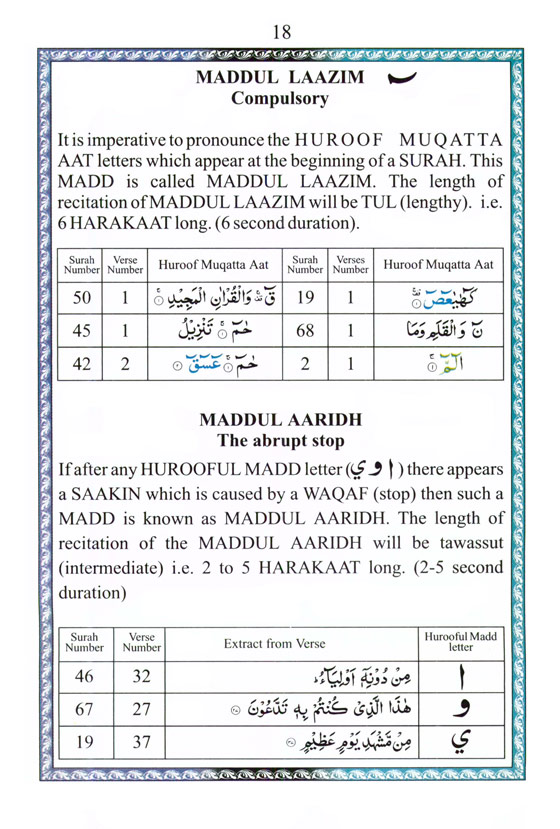 18
MADDUL LAAZIM
Compulsory
It is imperative to pronounce the HUROOF MUQATTA
AAT letters which appear at the beginning of a SURAH. This
MADD is called MADDUL LAAZIM. The length of
recitation of MADDUL LAAZIM will be TUL (lengthy). i.e.
6 HARAKAAT long. (6 second duration).
Surah Number Verse Number Huroof Muqatta Aat Surah Number Verses Number Huroof Muqatta Aat
50 1 قٓ ۟ۚ وَالْقُرْاٰنِ الْمَجِيْدِ ۟ۚ 19 1 كٓهٰيٰعٓصٓ ۟
45 1 حٰمٓ ۟ۚ تَنْزِيْلُ 68 1 نٓ وَالْقَلَمِ وَمَا
42 2 حٰمٓ ۟ۚ عٓسٓقٓ ۟ 2 1 الٓمّٓ ۟ۚ
MADDUL AARIDH
The abrupt stop
If after any HUROOFUL MADD letter (ا و ي) there appears
a SAAKIN which is caused by a WAQAF (stop) then such a
MADD is known as MADDUL AARIDH. The length of
recitation of the MADDUL AARIDH will be tawassut
(intermediate) i.e. 2 to 5 HARAKAAT long. (2-5 second
duration)
Surah Number Verse Number Extract from Verse Hurooful Madd letter
46 32 مِنْ دُوْنِهٖٓ اَوْلِيَآءُ ا
67 27 هٰذَا الَّذِيْ كُنْتُمْ بِهٖ تَدَّعُوْنَ ۟ و
19 37 مِنْ مَّشْهَدِ يَوْمٍ عَظِيْمٍ ۟ ي